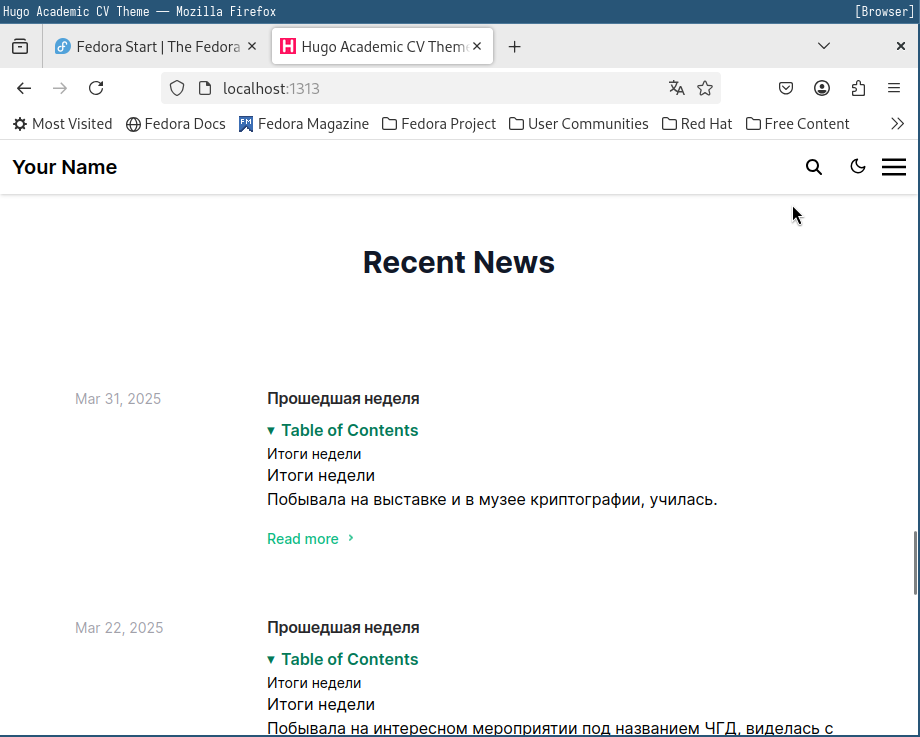 Hugo Academic CV Theme — Mozilla Firefox [Browser]
Fedora Start | The Fedora Hugo Academic CV Them
localhost:1313
Most Visited Fedora Docs Fedora Magazine Fedora Project User Communities Red Hat Free Content
Your Name
Recent News
Mar 31, 2025 Прошедшая неделя
Table of Contents
Итоги недели
Итоги недели
Побывала на выставке и в музее криптографии, училась.
Read more
Mar 22, 2025 Прошедшая неделя
Table of Contents
Итоги недели
Итоги недели
Побывала на интересном мероприятии под названием ЧГД, виделась с